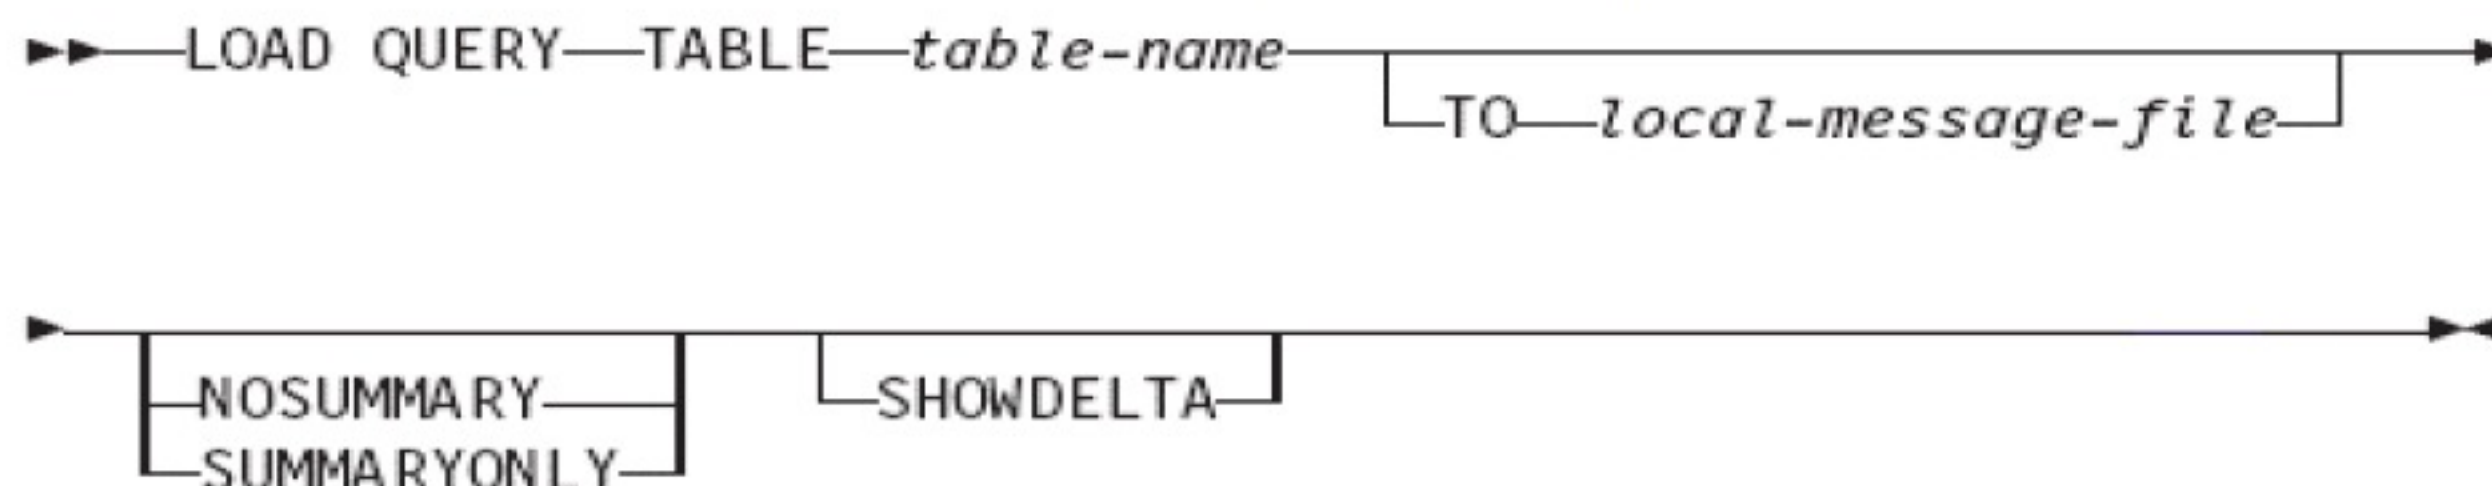 LOAD QUERY TABLE table-name
TO local-message-file
NOSUMMARY SHOWDELTA
SUMMARYONLY